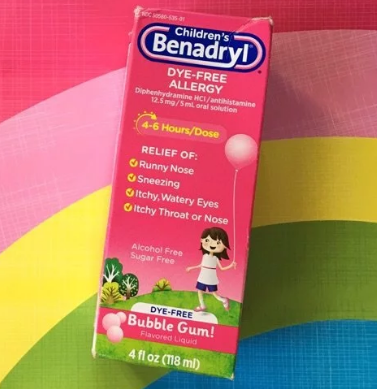 Children's
Benadryl
DYE-FREE
ALLERGY
Diphenhydramine HCl/antihistamine
12.5 mg/5 mL oral solution
4-6 Hours/Dose
RELIEF OF:
Runny Nose
Sneezing
Itchy, Watery Eyes
Itchy Throat or Nose
Alcohol Free
Sugar Free
DYE-FREE
Bubble Gum!
Flavored Liquid
4 fl oz (118 ml)